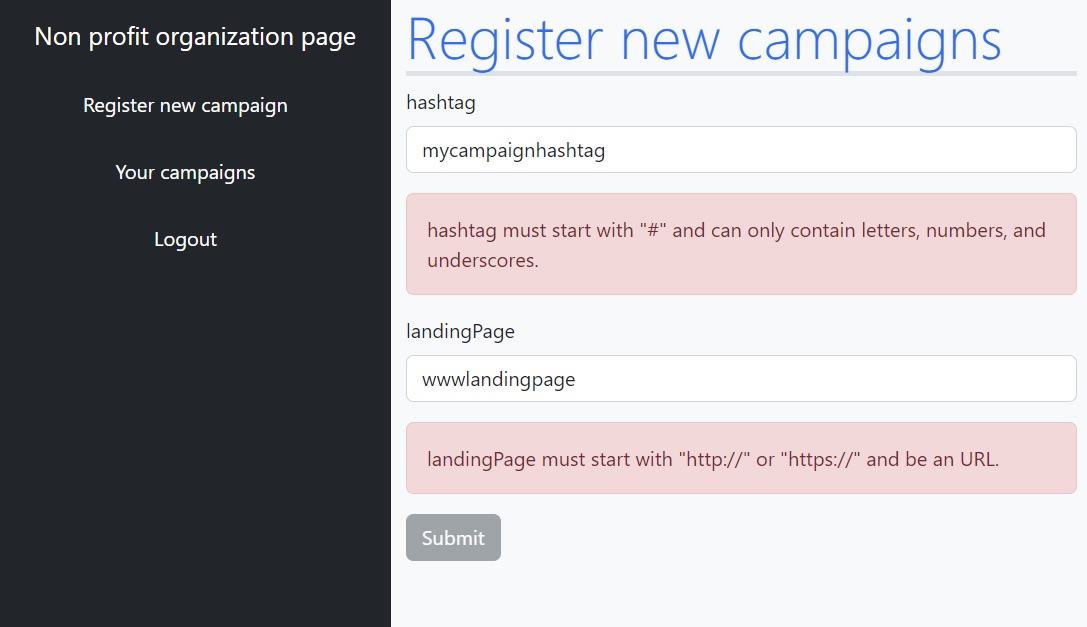 Non profit organization page
Register new campaign
Your campaigns
Logout
Register new campaigns
hashtag
mycampaignhashtag
hashtag must start with "#" and can only contain letters, numbers, and
underscores.
landingPage
wwwlandingpage
landingPage must start with "http://" or "https://" and be an URL.
Submit